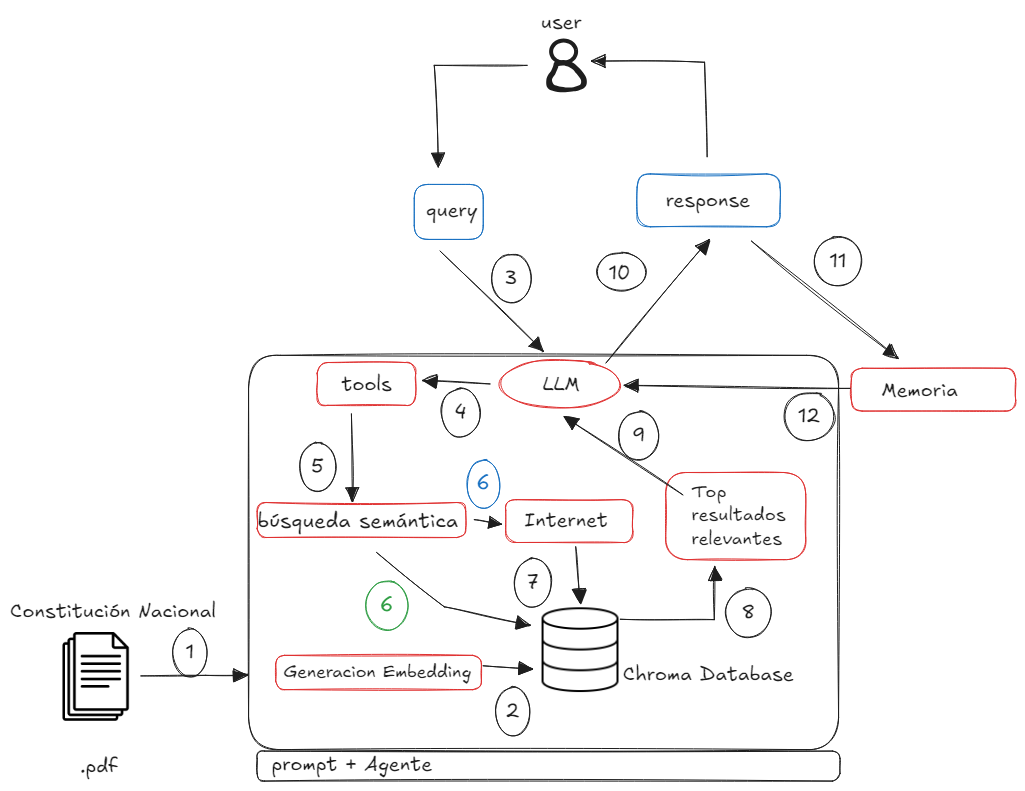 user
query
response
3
10
11
tools
LLM
Memoria
4
12
9
5
6
búsqueda semántica
Internet
Top
resultados
relevantes
7
6
8
Constitución Nacional
1
Generacion Embedding
Chroma Database
2
.pdf
prompt + Agente